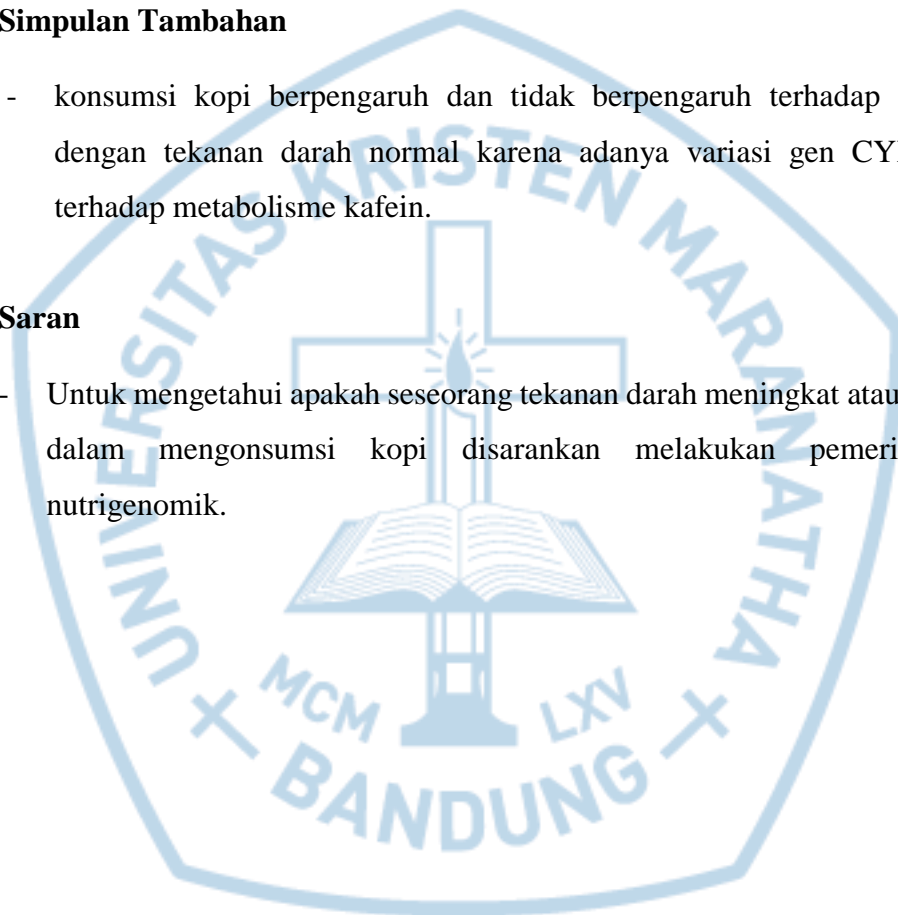 Simpulan Tambahan
- konsumsi kopi berpengaruh dan tidak berpengaruh terhadap
dengan tekanan darah normal karena adanya variasi gen
terhadap metabolisme kafein.
Saran
- Untuk mengetahui apakah seseorang tekanan darah meningkat atau
dalam mengonsumsi kopi disarankan melakukan
nutrigenomik.
UNIVERSITAS KRISTEN MARANATHA
MCM LXV
BANDUNG